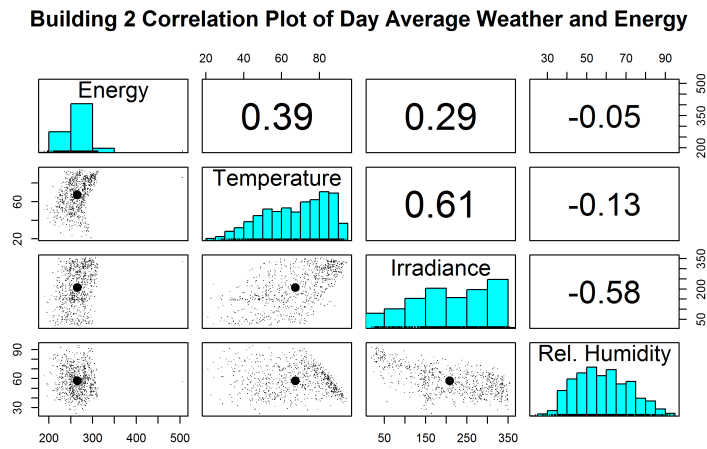 Building 2 Correlation Plot of Day Average Weather and Energy
20 40 60 80
30 50 70 90
Energy
0.39
0.29
-0.05
200 350 500
20 60
Temperature
0.61
-0.13
Irradiance
-0.58
50 200 350
30 60 90
Rel. Humidity
200 300 400 500
50 150 250 350